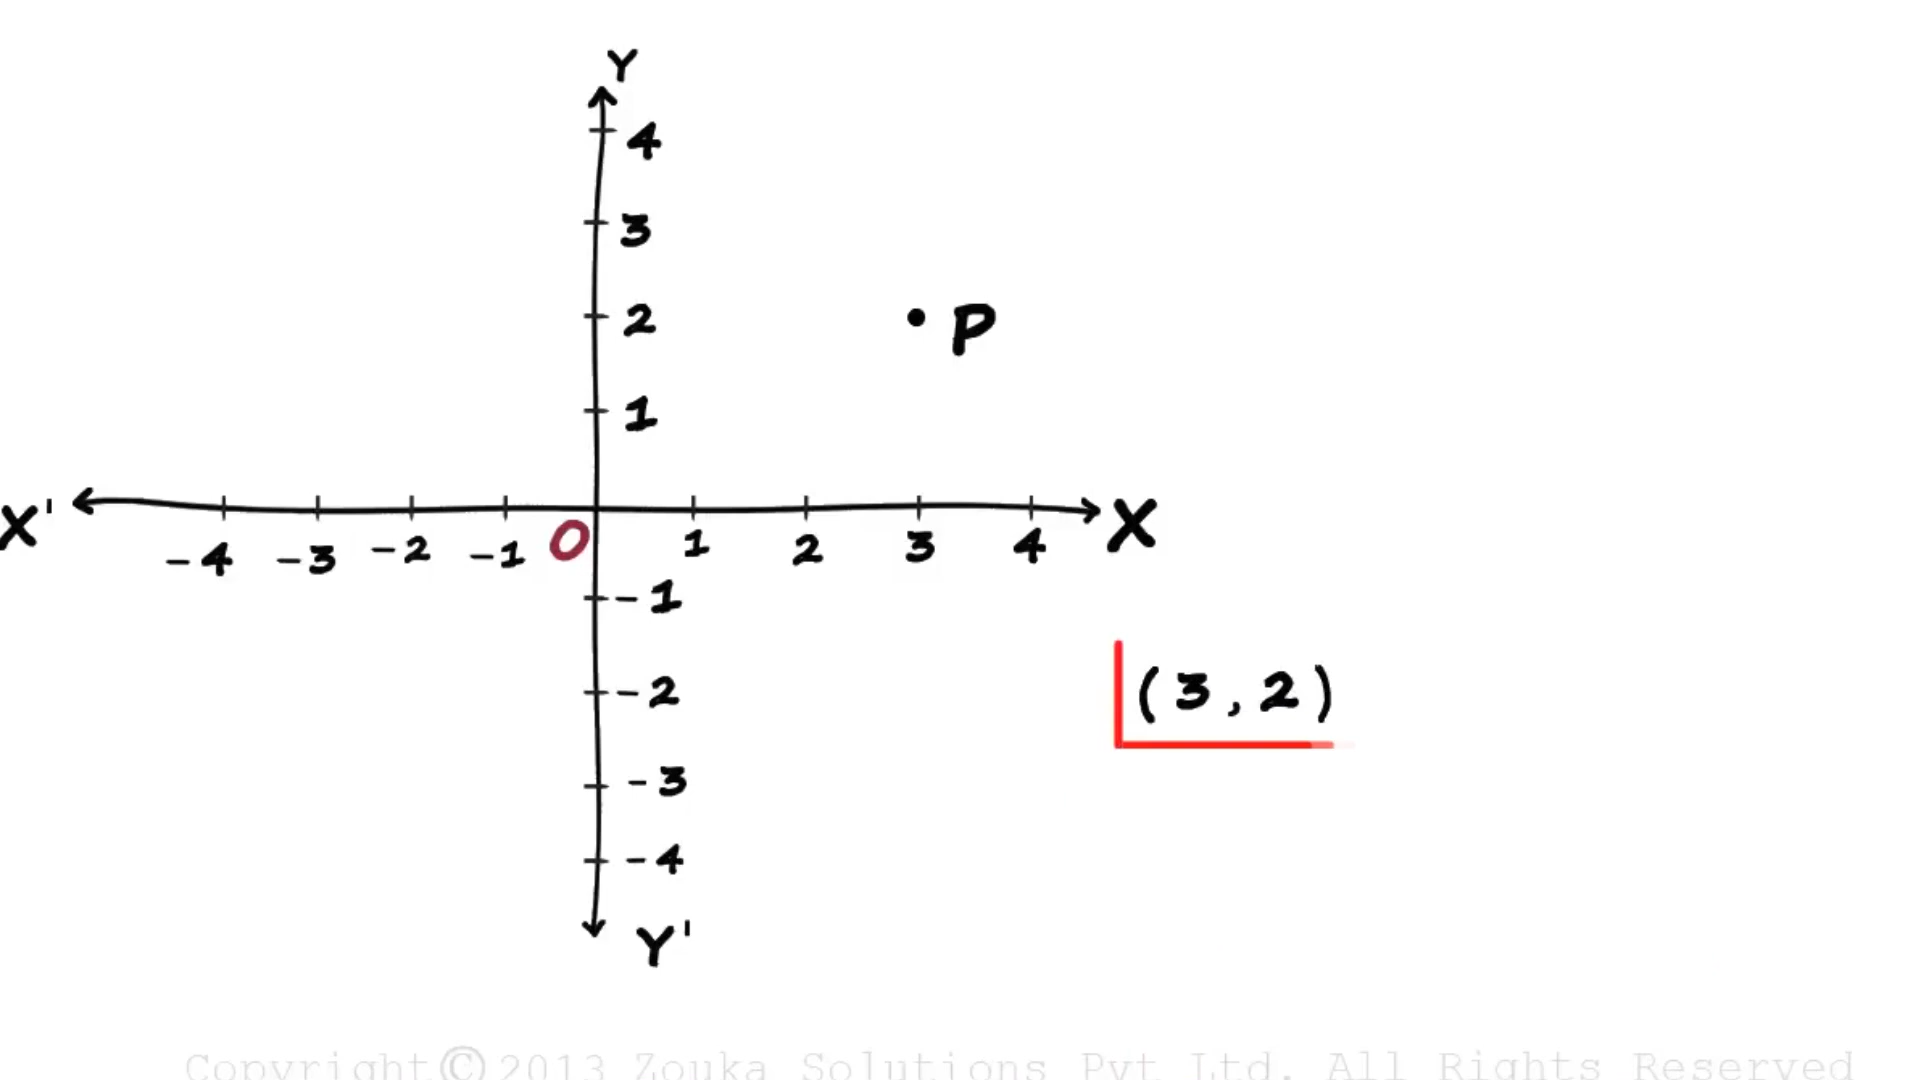 Y
4
3
2
P
1
X'
-4 -3 -2 -1 O 1 2 3 4 X
-1
-2
(3,2)
-3
-4
Y'
Copyright©2013 Zouka Solutions Pvt Ltd. All Rights Reserved